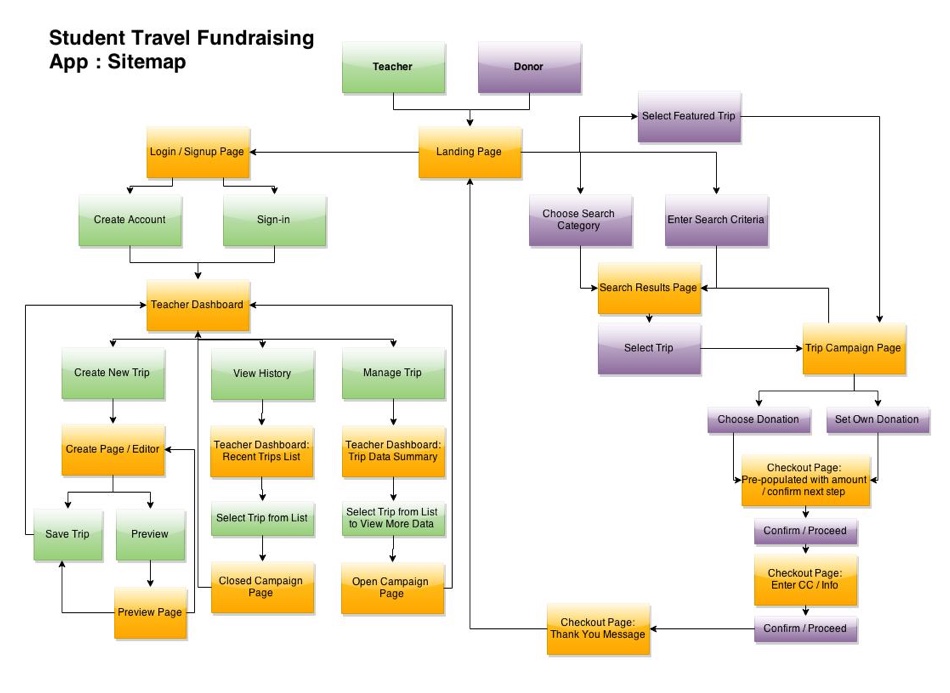 Student Travel Fundraising
App : Sitemap
Teacher
Donor
Select Featured Trip
Login / Signup Page
Landing Page
Create Account
Sign-in
Choose Search
Category
Enter Search Criteria
Teacher Dashboard
Search Results Page
Select Trip
Trip Campaign Page
Create New Trip
View History
Manage Trip
Choose Donation
Set Own Donation
Create Page / Editor
Teacher Dashboard:
Recent Trips List
Teacher Dashboard:
Trip Data Summary
Checkout Page:
Pre-populated with amount
/ confirm next step
Save Trip
Preview
Select Trip from List
Select Trip from List
to View More Data
Confirm / Proceed
Closed Campaign
Page
Open Campaign
Page
Checkout Page:
Enter CC / Info
Preview Page
Checkout Page:
Thank You Message
Confirm / Proceed